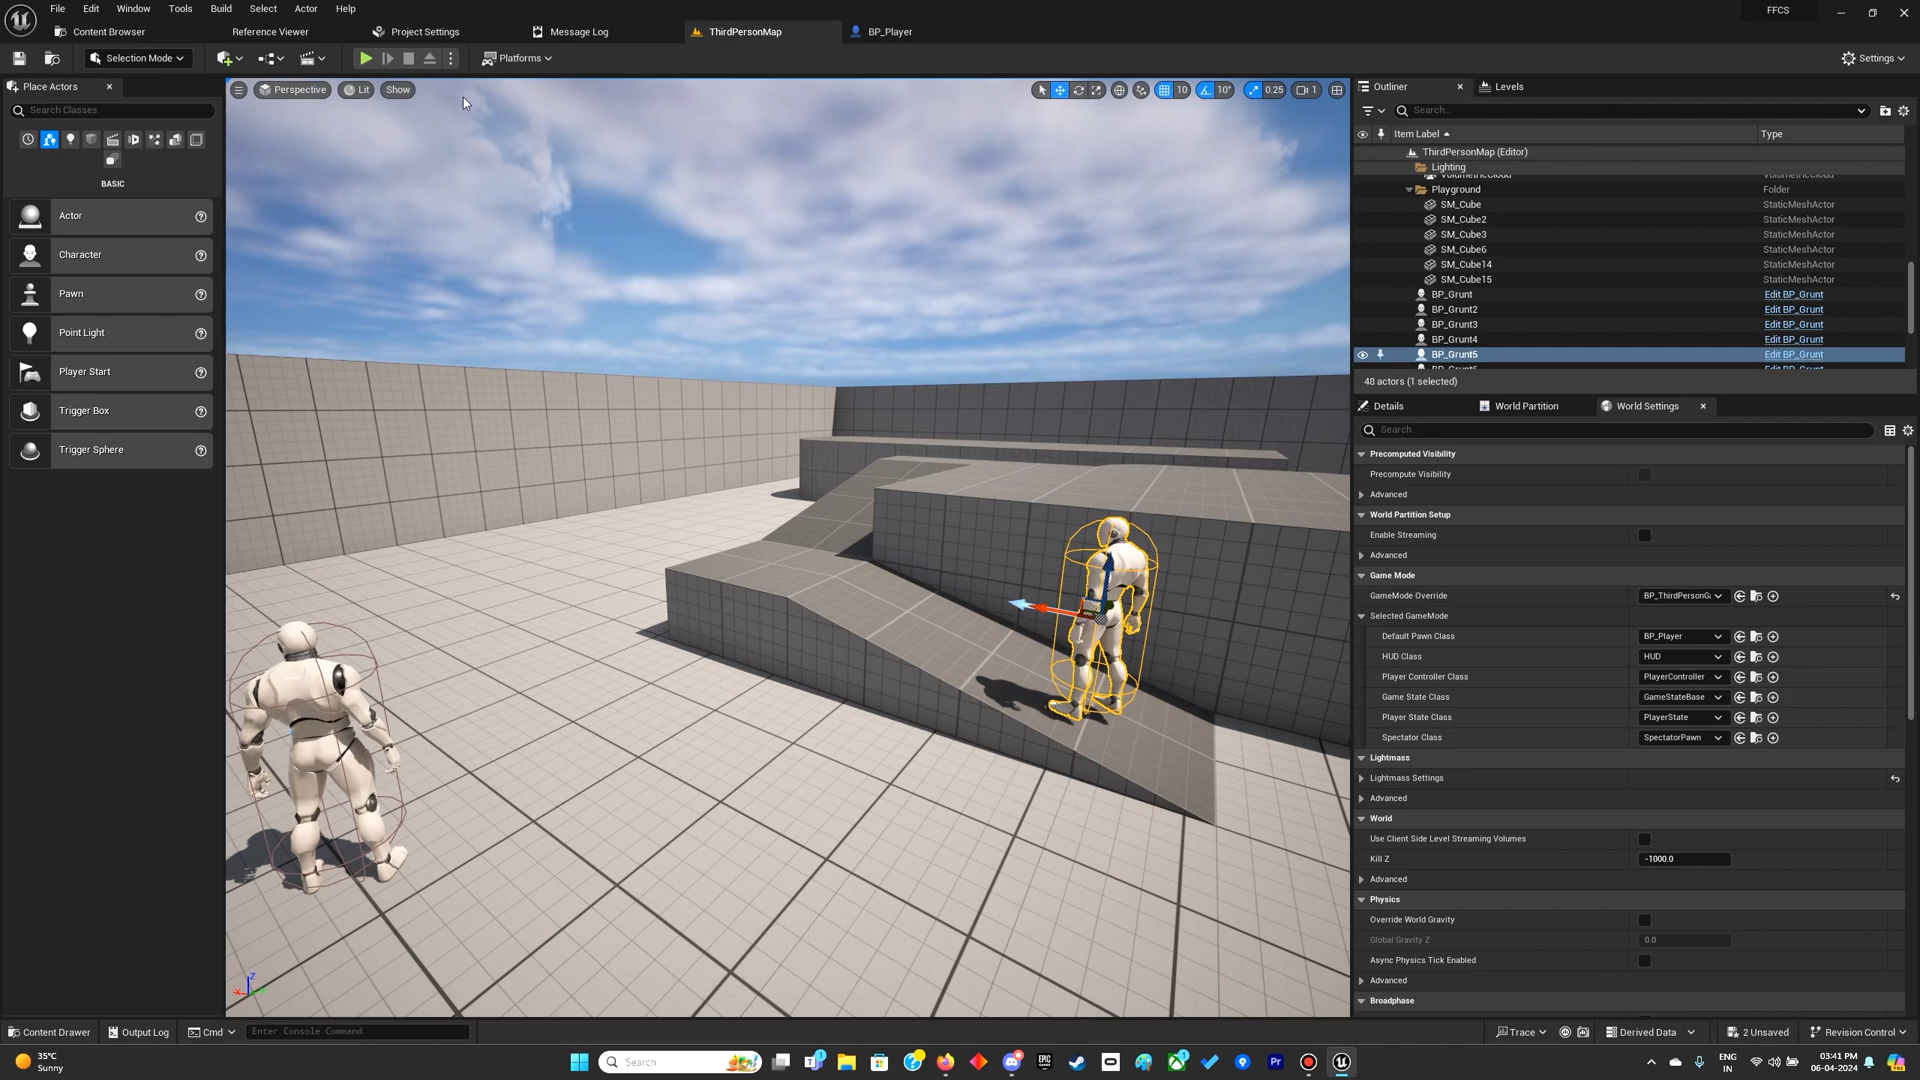 File Edit Window Tools Build Select Actor Help
FFCS
Content Browser
Reference Viewer
Project Settings
Message Log
ThirdPersonMap
BP_Player
Selection Mode
Platforms
Settings
Place Actors
Search Classes
BASIC
Actor
Character
Pawn
Point Light
Player Start
Trigger Box
Trigger Sphere
Perspective Lit Show
10 10° 0.25 1
X Z
Outliner Levels
Search...
Item Label Type
ThirdPersonMap (Editor)
Lighting
VolumetricCloud VolumetricCloud
Playground Folder
SM_Cube StaticMeshActor
SM_Cube2 StaticMeshActor
SM_Cube3 StaticMeshActor
SM_Cube6 StaticMeshActor
SM_Cube14 StaticMeshActor
SM_Cube15 StaticMeshActor
BP_Grunt Edit BP_Grunt
BP_Grunt2 Edit BP_Grunt
BP_Grunt3 Edit BP_Grunt
BP_Grunt4 Edit BP_Grunt
BP_Grunt5 Edit BP_Grunt
48 actors (1 selected)
Details World Partition World Settings
Search
Precomputed Visibility
Precompute Visibility
Advanced
World Partition Setup
Enable Streaming
Advanced
Game Mode
GameMode Override BP_ThirdPersonG
Selected GameMode
Default Pawn Class BP_Player
HUD Class HUD
Player Controller Class PlayerController
Game State Class GameStateBase
Player State Class PlayerState
Spectator Class SpectatorPawn
Lightmass
Lightmass Settings
Advanced
World
Use Client Side Level Streaming Volumes
Kill Z -1000.0
Advanced
Physics
Override World Gravity
Global Gravity Z 0.0
Async Physics Tick Enabled
Advanced
Broadphase
Content Drawer Output Log Cmd Enter Console Command
Trace Derived Data 2 Unsaved Revision Control
35°C
Sunny
Search
1
EPIC GAMES
1
Pr
ENG
IN
03:41 PM
06-04-2024